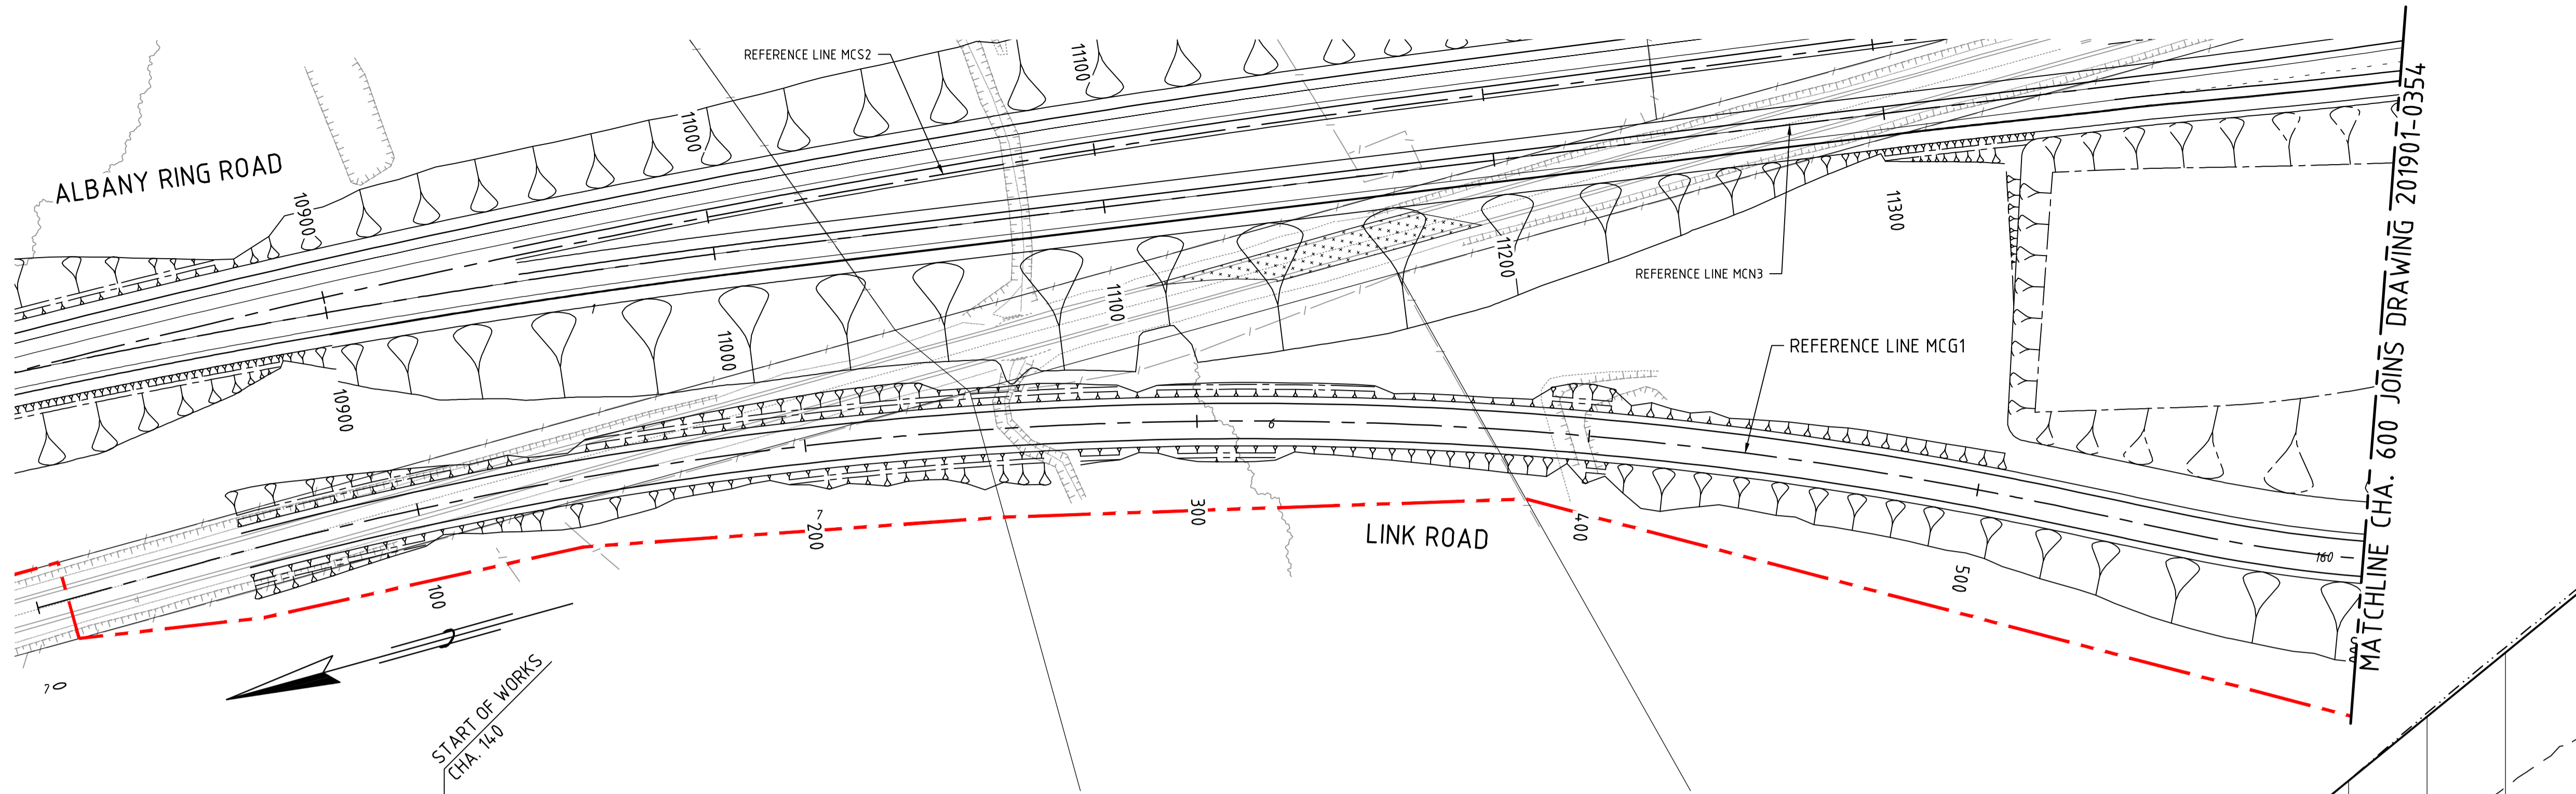 REFERENCE LINE MCS2
11100
11000
ALBANY RING ROAD
10900
11300
11200
REFERENCE LINE MCN3
11100
11000
REFERENCE LINE MCG1
10900
6
7
200
300
LINK ROAD
400
500
160
100
START OF WORKS
CHA. 140
MATCHLINE CHA. 600 JOINS DRAWING 201901-0354